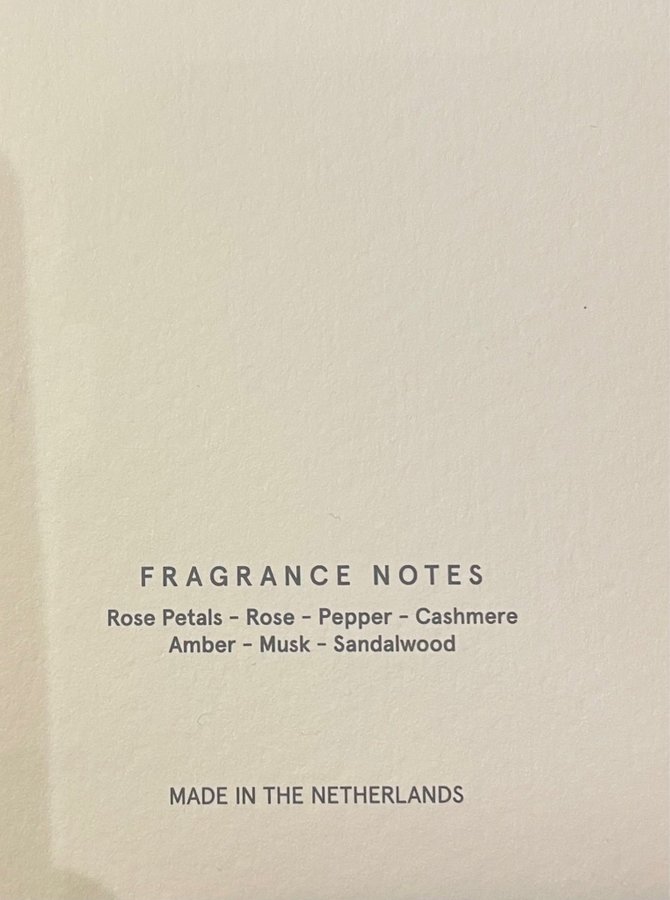 FRAGRANCE NOTES
Rose Petals - Rose - Pepper - Cashmere
Amber - Musk - Sandalwood
MADE IN THE NETHERLANDS